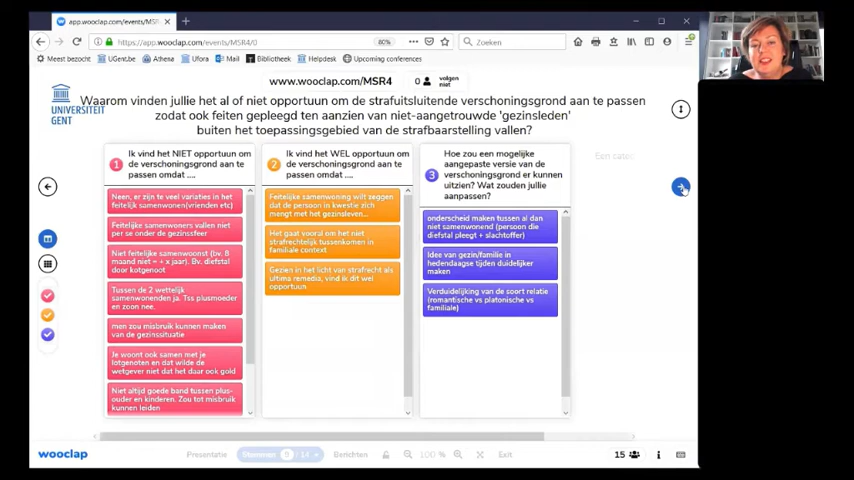 app.wooclap.com/events/MSR4
https://app.wooclap.com/events/MSR4/0
80%
Zoeken
Meest bezocht
UGent.be
Athena
Ufora
Mail
Bibliotheek
Helpdesk
Upcoming conferences
www.wooclap.com/MSR4
0
volgen
niet
UNIVERSITEIT
GENT
Waarom vinden jullie het al of niet opportuun om de strafuitsluitende verschoningsgrond aan te passen
zodat ook feiten gepleegd ten aanzien van niet-aangetrouwde 'gezinsleden'
buiten het toepassingsgebied van de strafbaarstelling vallen?
1
Ik vind het NIET opportuun om
de verschoningsgrond aan te
passen omdat ....
Neen, er zijn te veel variaties in het
feitelijk samenwonen(vrienden etc)
Feitelijke samenwoners vallen niet
per se onder de gezinssfeer
Niet feitelijke samenwoonst (bv. 8
maand niet = + x jaar). Bv. diefstal
door kotgenoot
Tussen de 2 wettelijk
samenwonenden ja. Tss plusmoeder
en zoon nee.
men zou misbruik kunnen maken
van de gezinssituatie
Je woont ook samen met je
lotgenoten en dat wilde de
wetgever niet dat het daar ook gold
Niet altijd goede band tussen plus-
ouder en kinderen. Zou tot misbruik
kunnen leiden
2
Ik vind het WEL opportuun om
de verschoningsgrond aan te
passen omdat ....
Feiteijke samenwoning wilt zeggen
dat de persoon in kwestie zich
mengt met het gezinsleven...
Het gaat vooral om het niet
strafrechtelijk tussenkomen in
familiale context
Gezien in het licht van strafrecht als
ultima remedia, vind ik dit wel
opportuun
3
Hoe zou een mogelijke
aangepaste versie van de
verschoningsgrond er kunnen
uitzien? Wat zouden jullie
aanpassen?
onderscheid maken tussen al dan
niet samenwonend (persoon die
diefstal pleegt + slachtoffer)
Idee van gezin/familie in
hedendaagse tijden duidelijker
maken
Verduidelijking van de soort relatie
(romantische vs platonische vs
familiale)
Een categ
wooclap
Presentatie
Stemmen
0
/ 14
Berichten
100 %
Exit
15